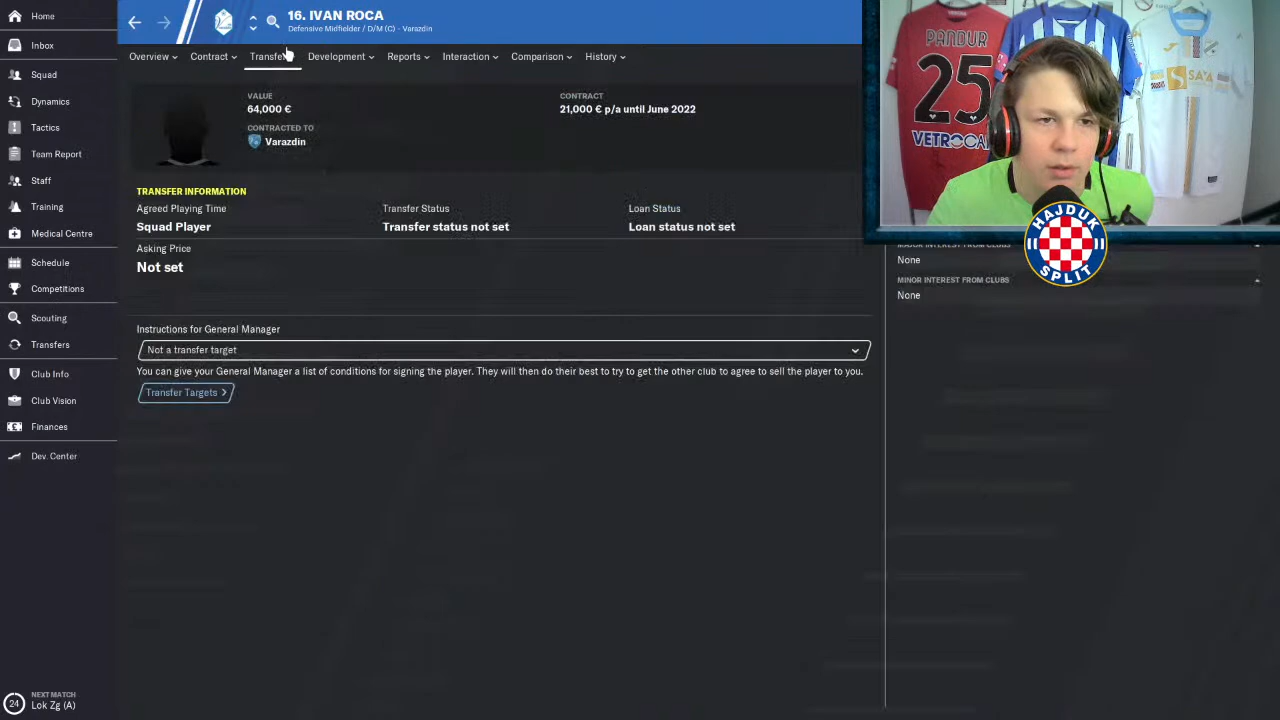 Home
Inbox
Squad
Dynamics
Tactics
Team Report
Staff
Training
Medical Centre
Schedule
Competitions
Scouting
Transfers
Club Info
Club Vision
Finances
Dev. Center
24
NEXT MATCH
Lok Zg (A)
16. IVAN ROCA
Defensive Midfielder / D/M (C) - Varazdin
Overview
Contract
Transfer
Development
Reports
Interaction
Comparison
History
VALUE
64,000 €
CONTRACTED TO
Varazdin
CONTRACT
21,000 € p/a until June 2022
TRANSFER INFORMATION
Agreed Playing Time
Squad Player
Transfer Status
Transfer status not set
Loan Status
Loan status not set
Asking Price
Not set
Instructions for General Manager
Not a transfer target
You can give your General Manager a list of conditions for signing the player. They will then do their best to try to get the other club to agree to sell the player to you.
Transfer Targets
MAJOR INTEREST FROM CLUBS
None
MINOR INTEREST FROM CLUBS
None
PANDUR
25
HAJDUK
SPLIT